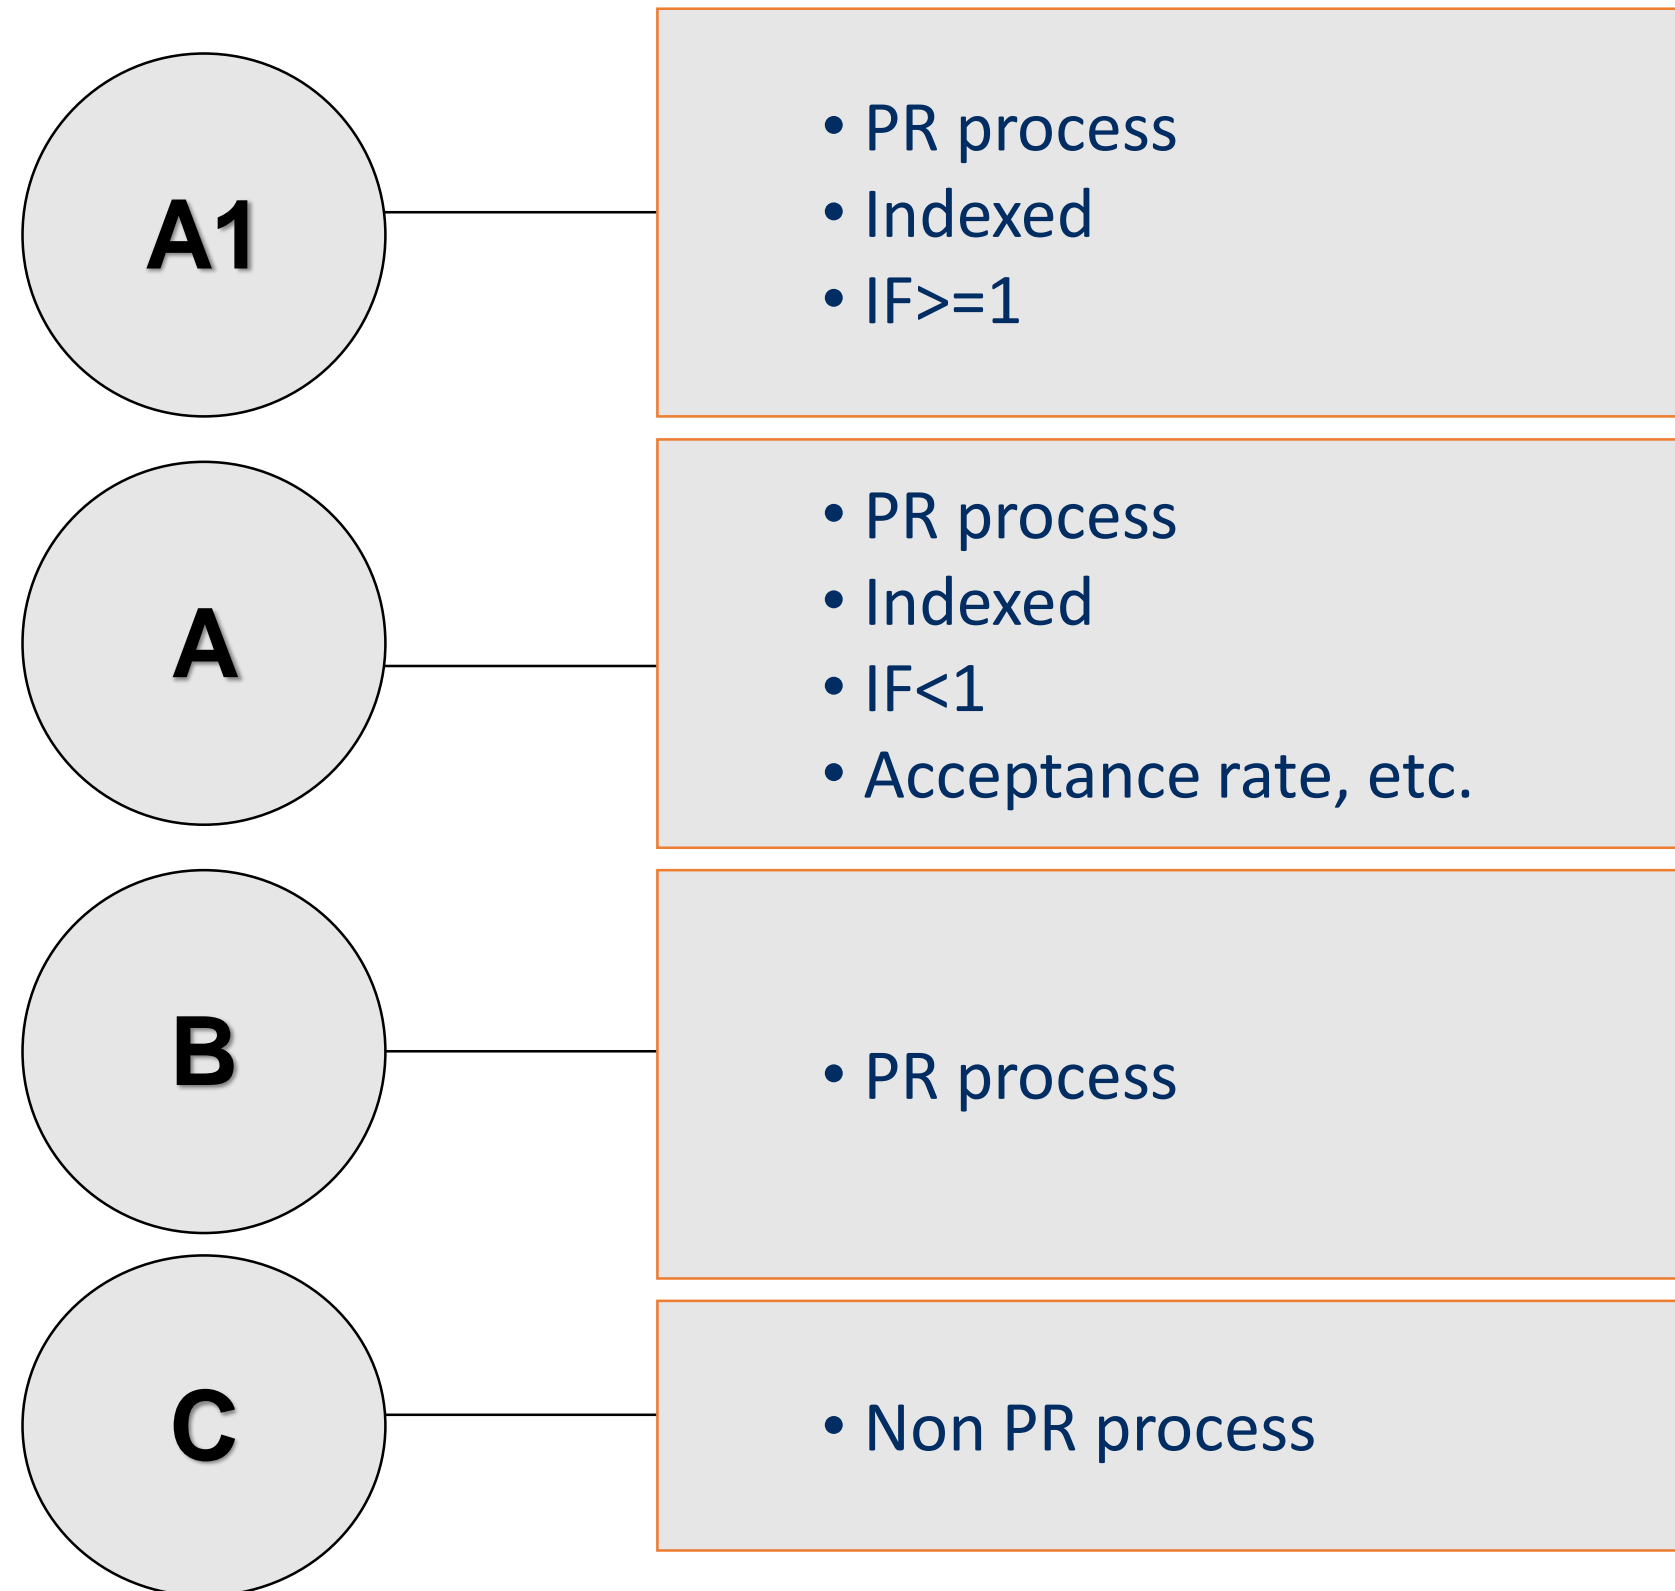 A1
• PR process
• Indexed
• IF>=1
A
• PR process
• Indexed
• IF<1
• Acceptance rate, etc.
B
• PR process
C
• Non PR process